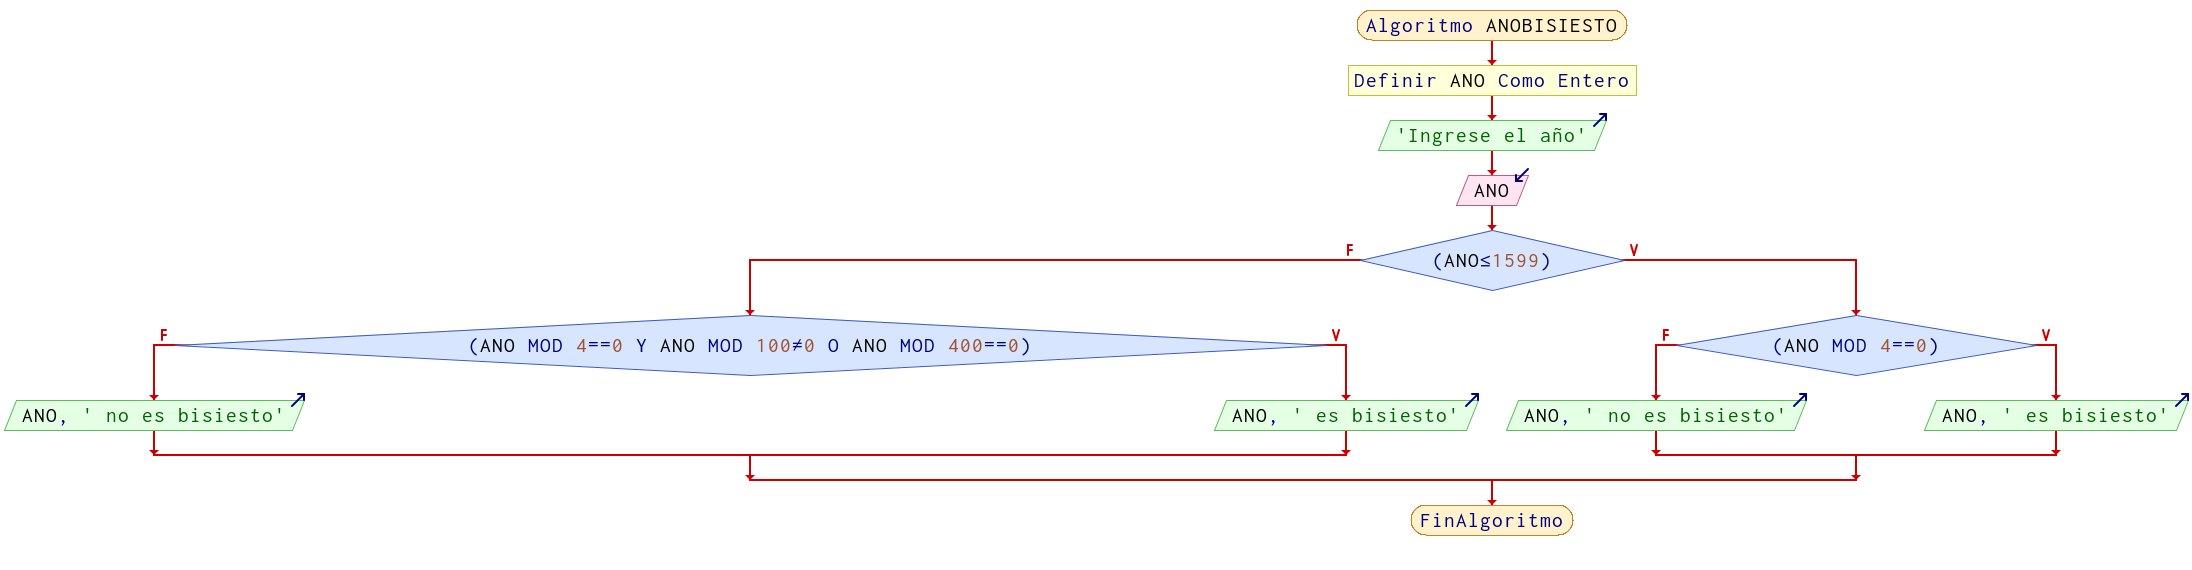 Algoritmo ANOBISIESTO
Definir ANO Como Entero
'Ingrese el año'
ANO
F
V
(ANO≤1599)
F
V
F
V
(ANO MOD 4==0 Y ANO MOD 100≠0 O ANO MOD 400==0)
(ANO MOD 4==0)
ANO, ' no es bisiesto'
ANO, ' es bisiesto'
ANO, ' no es bisiesto'
ANO, ' es bisiesto'
FinAlgoritmo